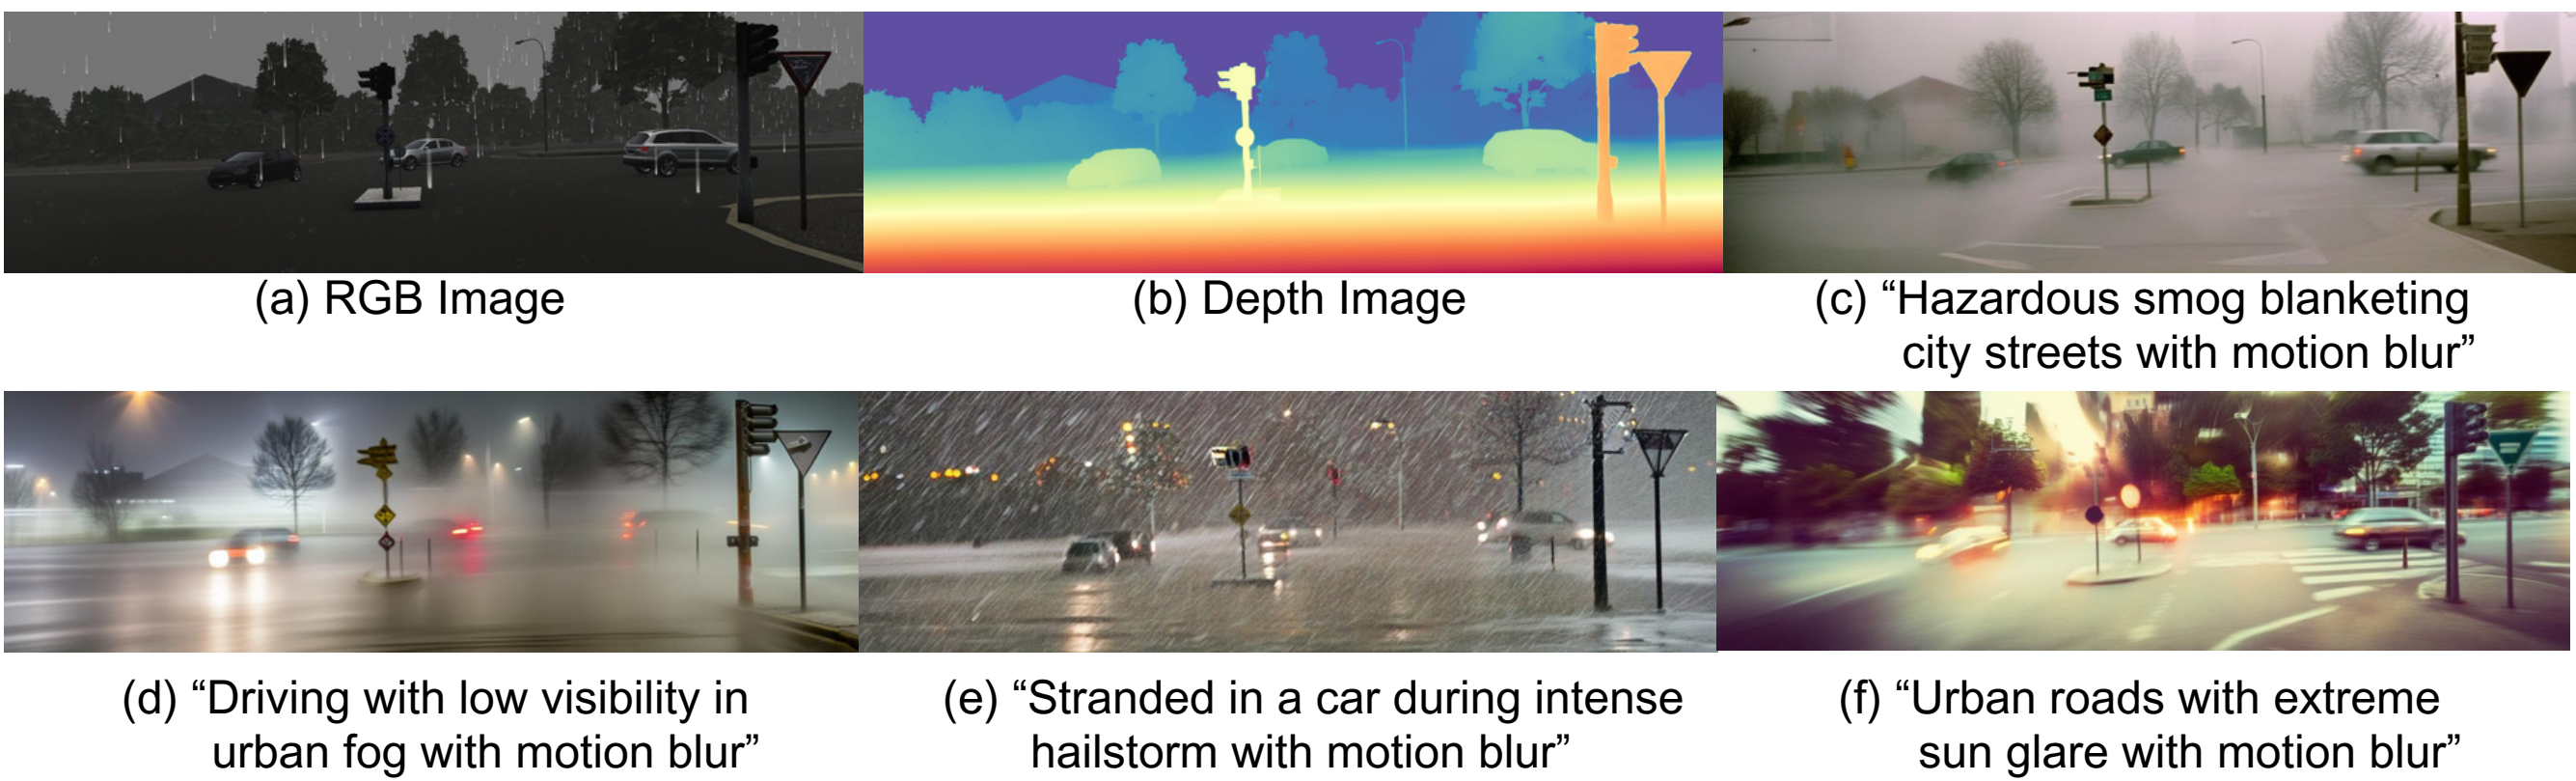 (a) RGB Image
(b) Depth Image
(c) “Hazardous smog blanketing
city streets with motion blur”
(d) “Driving with low visibility in
urban fog with motion blur”
(e) “Stranded in a car during intense
hailstorm with motion blur”
(f) “Urban roads with extreme
sun glare with motion blur”